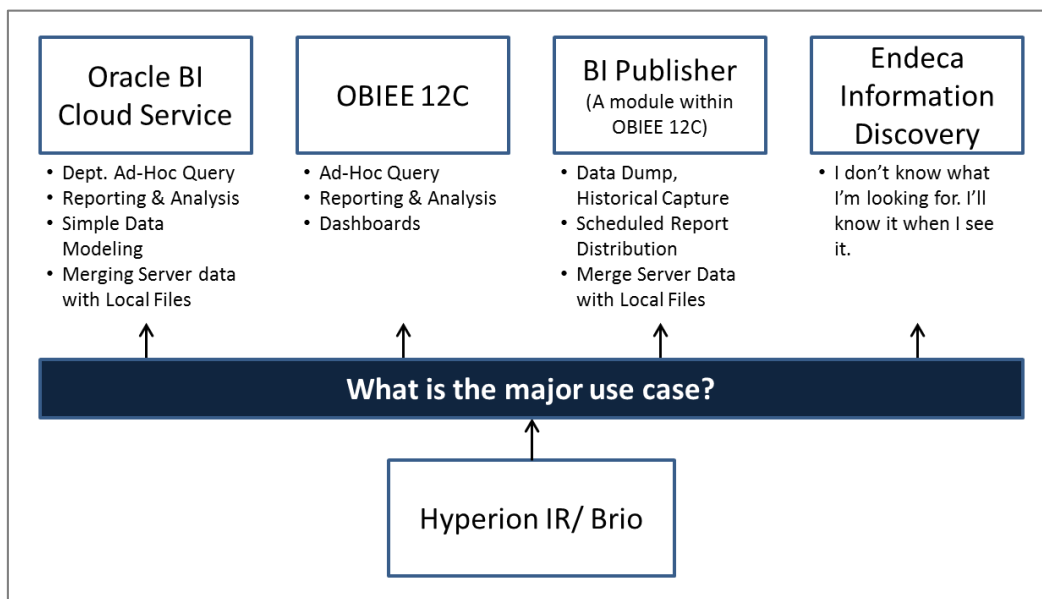 Oracle BI
Cloud Service
• Dept. Ad-Hoc Query
• Reporting & Analysis
• Simple Data
Modeling
• Merging Server data
with Local Files
OBIEE 12C
• Ad-Hoc Query
• Reporting & Analysis
• Dashboards
BI Publisher
(A module within
OBIEE 12C)
• Data Dump,
Historical Capture
• Scheduled Report
Distribution
• Merge Server Data
with Local Files
Endeca
Information
Discovery
• I don’t know what
I’m looking for. I’ll
know it when I see
it.
What is the major use case?
Hyperion IR/ Brio